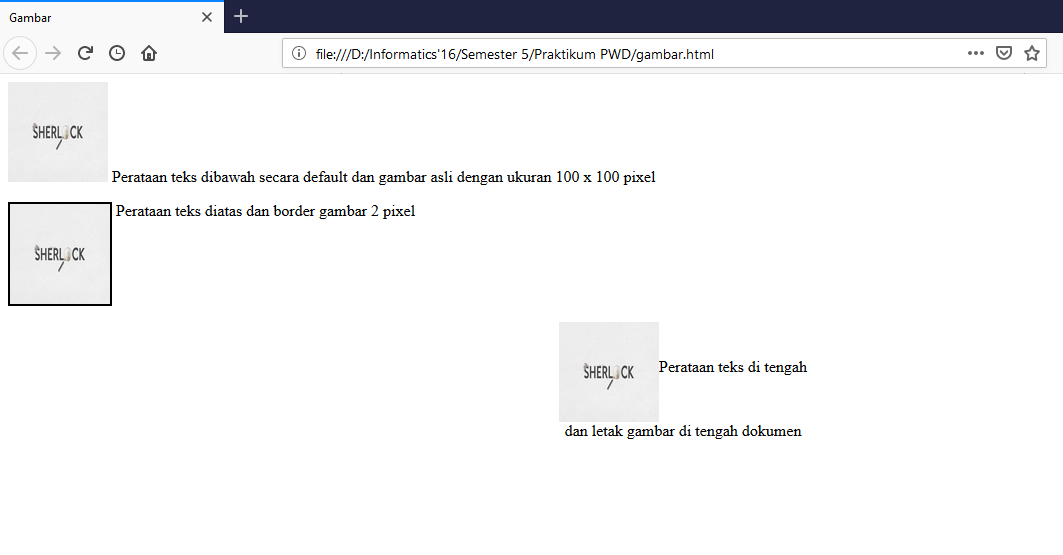 Gambar
file:///D:/Informatics'16/Semester 5/Praktikum PWD/gambar.html
SHERLOCK
Perataan teks dibawah secara default dan gambar asli dengan ukuran 100 x 100 pixel
Perataan teks diatas dan border gambar 2 pixel
SHERLOCK
SHERLOCK
Perataan teks di tengah
dan letak gambar di tengah dokumen